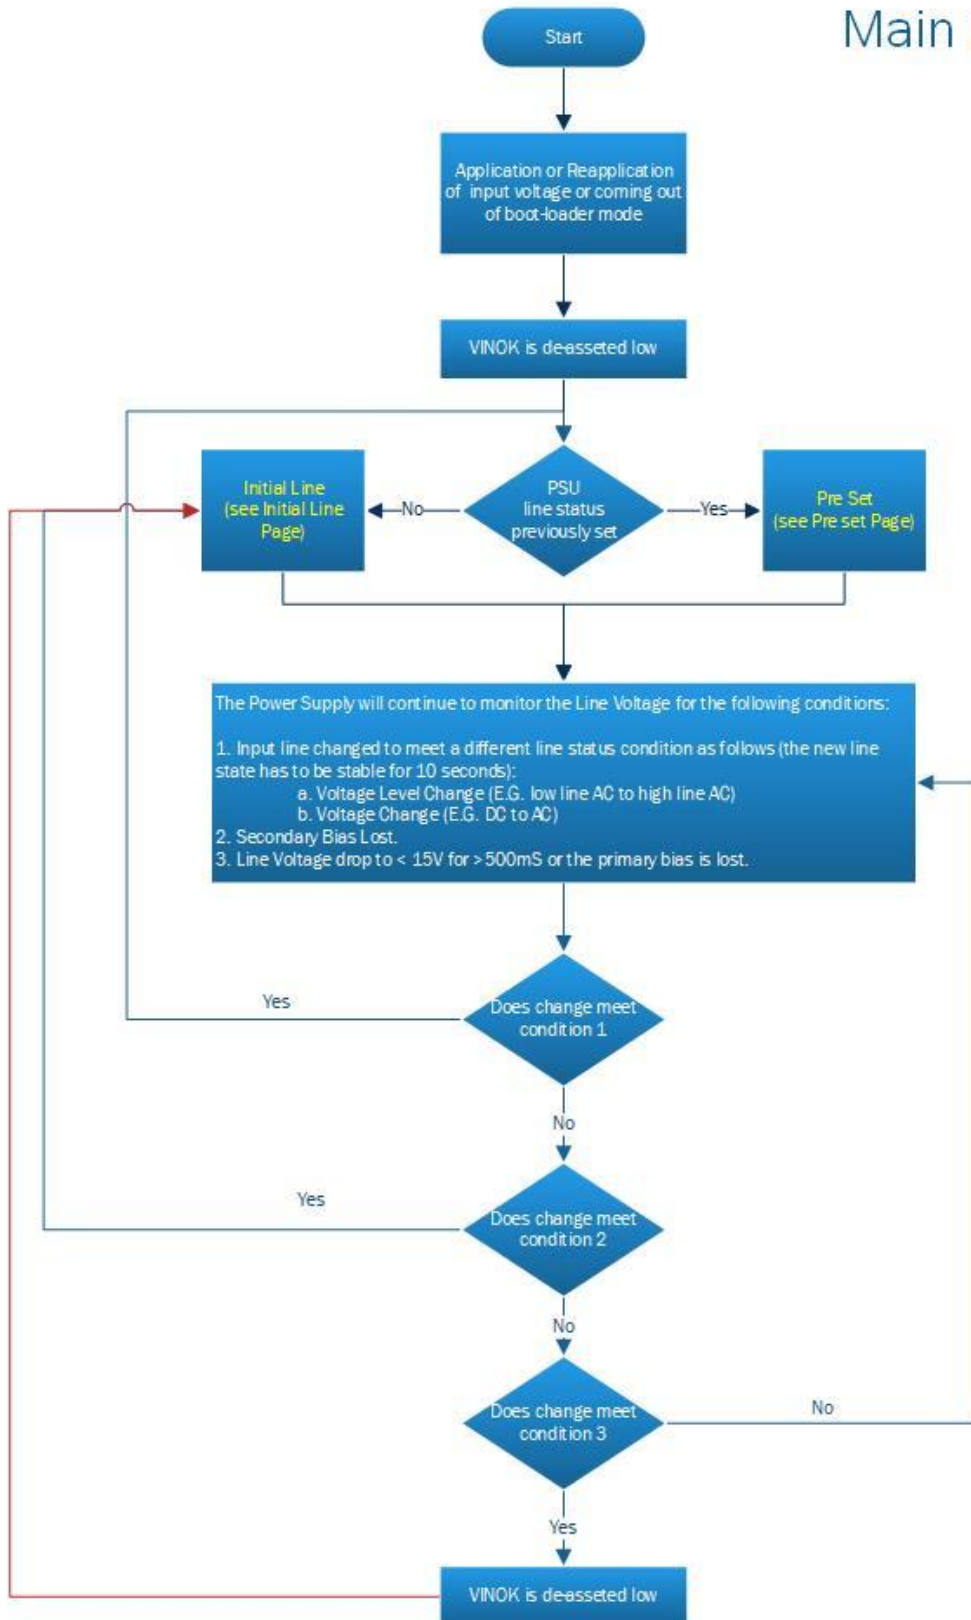 Main
Start
Application or Reapplication
of input voltage or coming out
of boot-loader mode
VINOK is de-asseted low
PSU
line status
previously set
No
Yes
Initial Line
(see Initial Line
Page)
Pre Set
(see Pre set Page)
The Power Supply will continue to monitor the Line Voltage for the following conditions:
1. Input line changed to meet a different line status condition as follows (the new line
state has to be stable for 10 seconds):
a. Voltage Level Change (E.G. low line AC to high line AC)
b. Voltage Change (E.G. DC to AC)
2. Secondary Bias Lost.
3. Line Voltage drop to < 15V for >500mS or the primary bias is lost.
Yes
Does change meet
condition 1
No
Yes
Does change meet
condition 2
No
Does change meet
condition 3
No
Yes
VINOK is de-asseted low